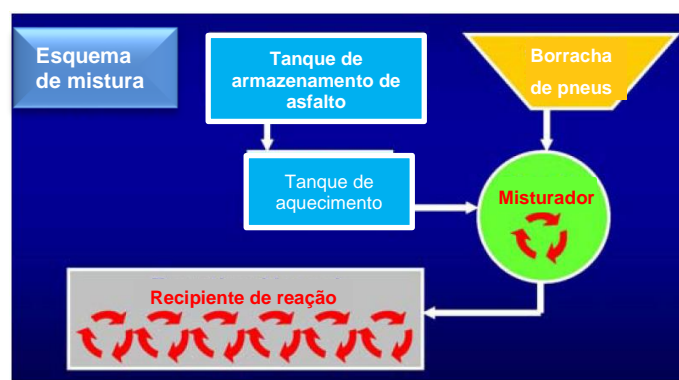 Esquema
de mistura
Tanque de
armazenamento de
asfalto
Borracha
de pneus
Tanque de
aquecimento
Misturador
Recipiente de reação